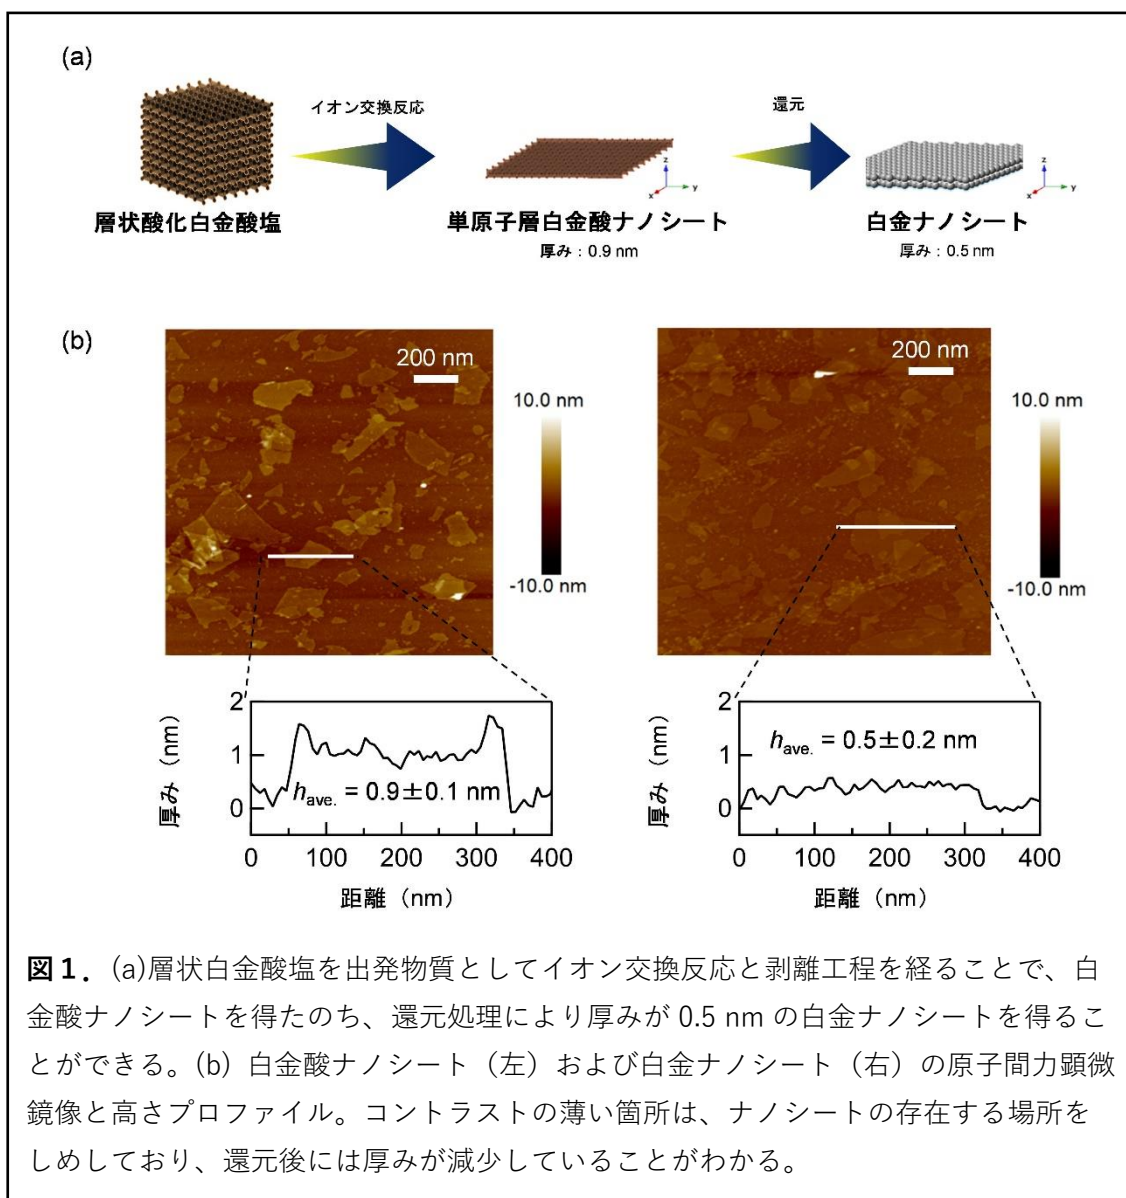 (a)
イオン交換反応
還元
層状酸化白金酸塩
単原子層白金酸ナノシート
白金ナノシート
厚み：0.9 nm
厚み：0.5 nm
z
y
x
z
y
x
(b)
200 nm
200 nm
10.0 nm
-10.0 nm
10.0 nm
-10.0 nm
厚み (nm)
2
1
0
have. = 0.9±0.1 nm
0 100 200 300 400
距離（nm）
厚み (nm)
2
1
0
have. = 0.5±0.2 nm
0 100 200 300 400
距離（nm）
図１．(a)層状白金酸塩を出発物質としてイオン交換反応と剥離工程を経ることで、白
金酸ナノシートを得たのち、還元処理により厚みが 0.5 nm の白金ナノシートを得るこ
とができる。(b) 白金酸ナノシート（左）および白金ナノシート（右）の原子間力顕微
鏡像と高さプロファイル。コントラストの薄い箇所は、ナノシートの存在する場所を
しめしており、還元後には厚みが減少していることがわかる。